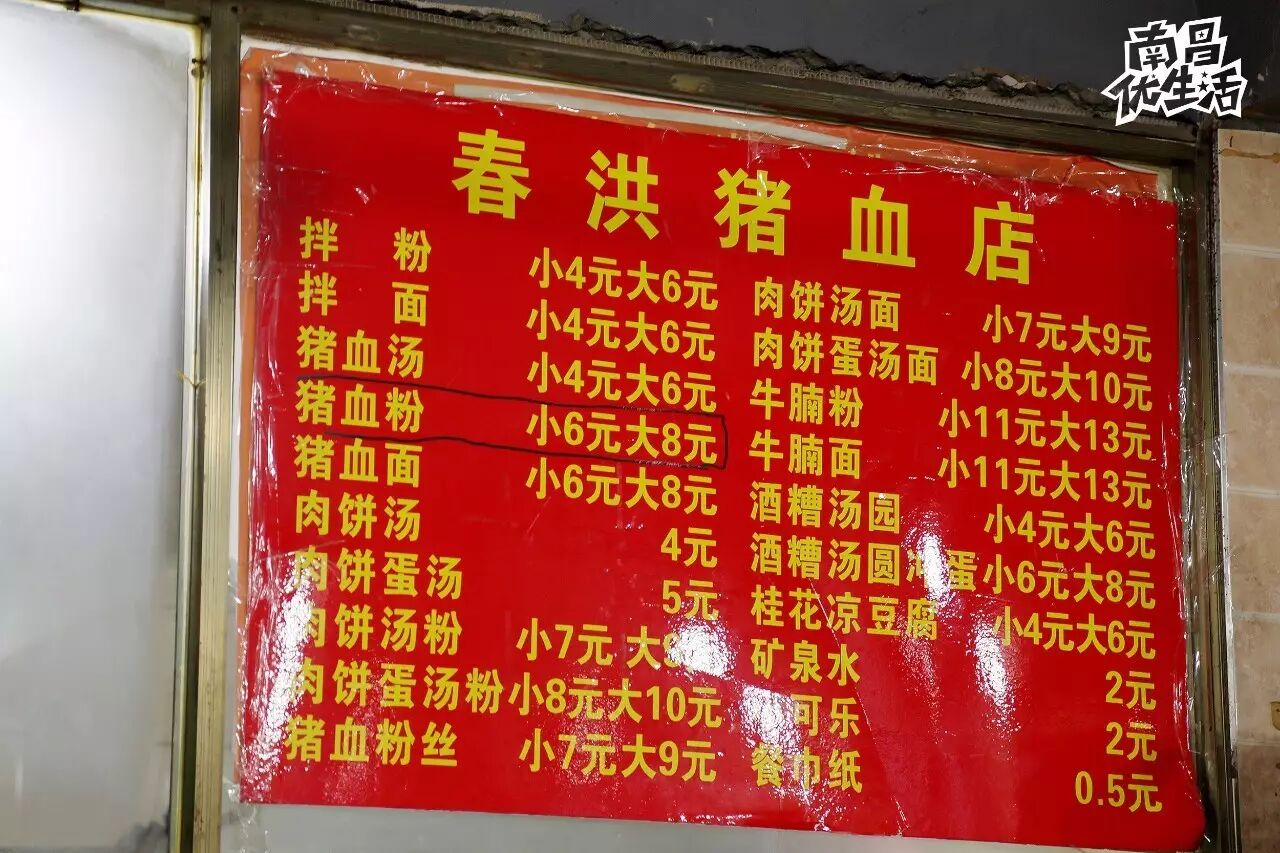 南昌
优生活
春洪猪血店
拌 粉 小4元大6元
拌 面 小4元大6元
猪血汤 小4元大6元
猪血粉 小6元大8元
猪血面 小6元大8元
肉饼汤 4元
肉饼蛋汤 5元
肉饼汤粉 小7元 大9
肉饼蛋汤粉 小8元大10元
猪血粉丝 小7元大9元
肉饼汤面 小7元大9元
肉饼蛋汤面 小8元大10元
牛腩粉 小11元大13元
牛腩面 小11元大13元
酒糟汤园 小4元大6元
酒糟汤圆冲蛋 小6元大8元
桂花凉豆腐 小4元大6元
矿泉水 2元
可乐 2元
餐巾纸 0.5元